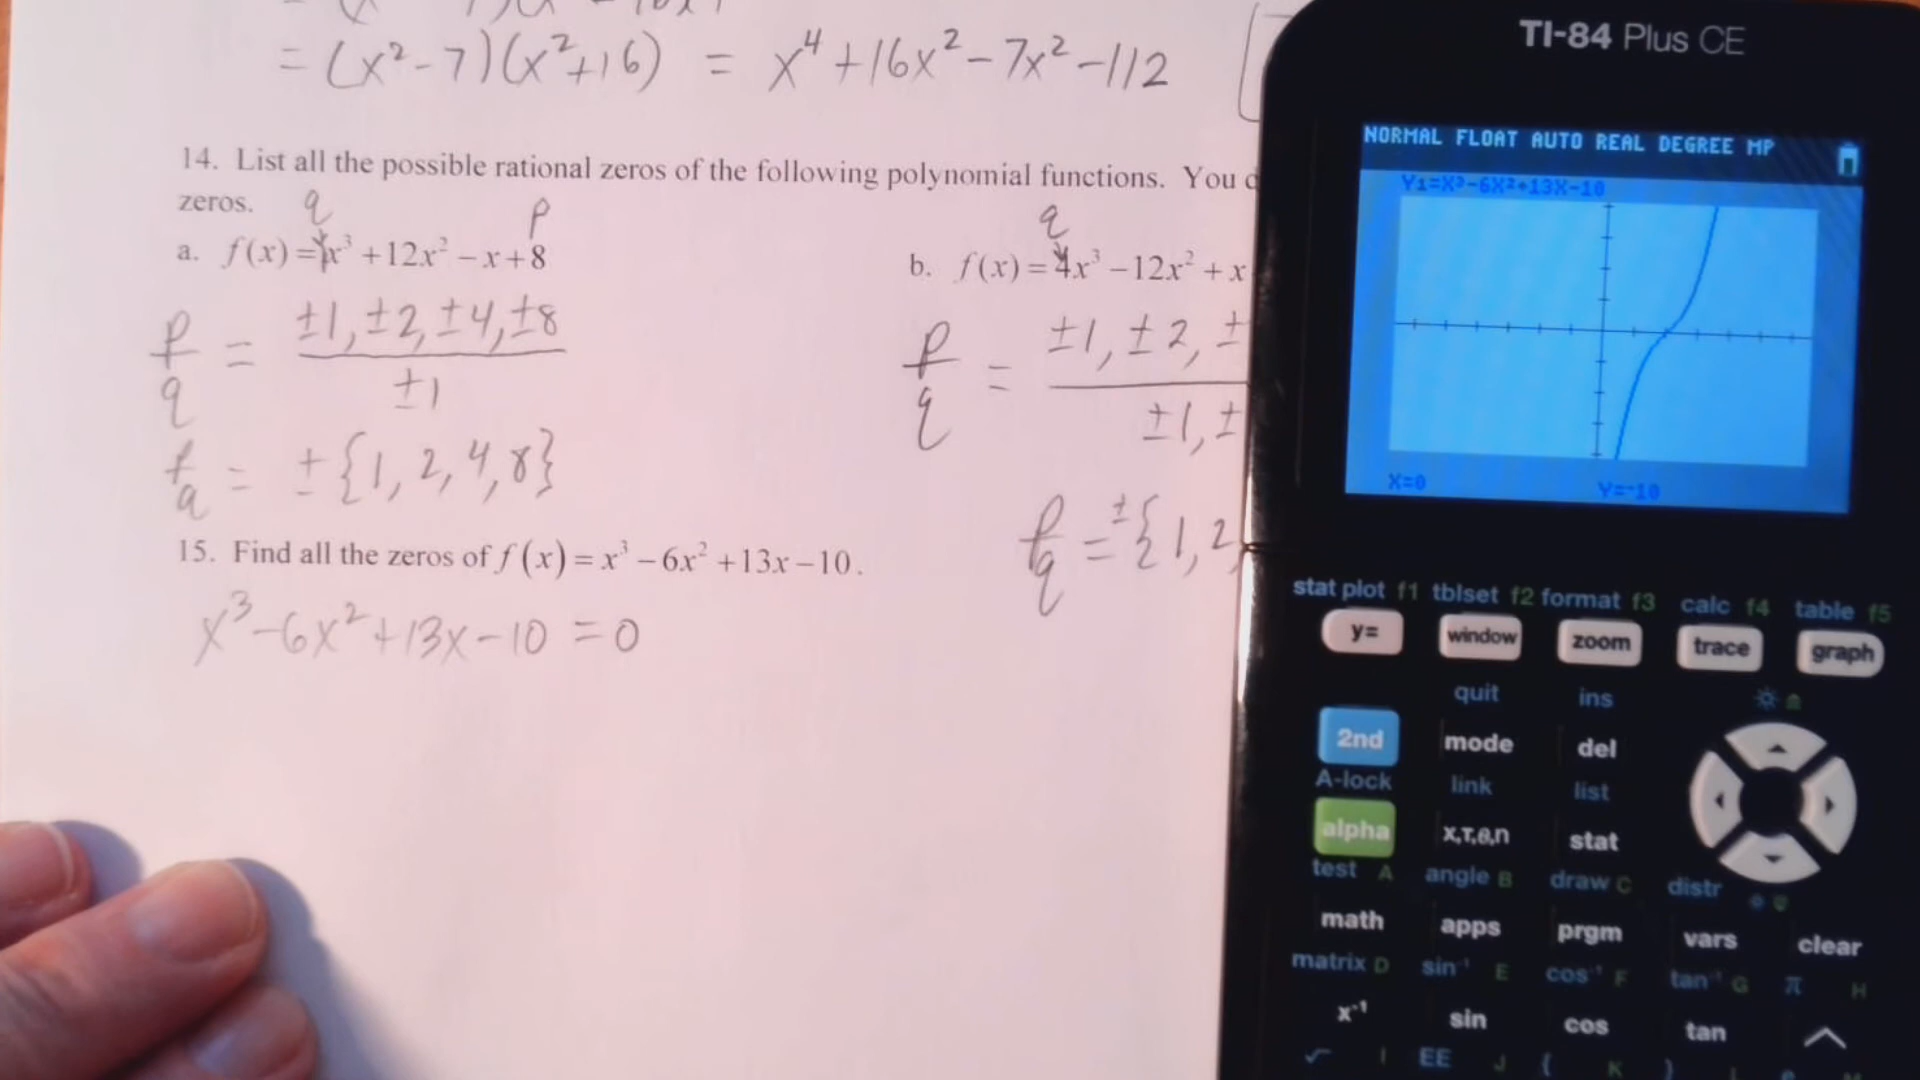 = (x² - 7)(x² + 16) = x⁴ + 16x² - 7x² - 112
14. List all the possible rational zeros of the following polynomial functions. You
zeros.
q p
q
a. f(x) = 1x³ + 12x² − x + 8
b. f(x) = 4x³ − 12x² + x
p/q = ±1, ±2, ±4, ±8 / ±1
p/q = ±1, ±2, ± / ±1, ±
p/q = ±{1, 2, 4, 8}
p/q = ±{1, 2,
15. Find all the zeros of f(x) = x³ − 6x² + 13x − 10.
x³ - 6x² + 13x - 10 = 0
TI-84 Plus CE
NORMAL FLOAT AUTO REAL DEGREE MP
Y₁=X³-6X²+13X-10
X=0 Y=-10
stat plot f1 tblset f2 format f3 calc f4 table f5
y= window zoom trace graph
quit ins
2nd mode del
A-lock link list
alpha X,T,θ,n stat
test A angle B draw C distr
math apps prgm vars clear
matrix D sin⁻¹ E cos⁻¹ F tan⁻¹ G π H
x⁻¹ sin cos tan ^
√ I EE J { K }